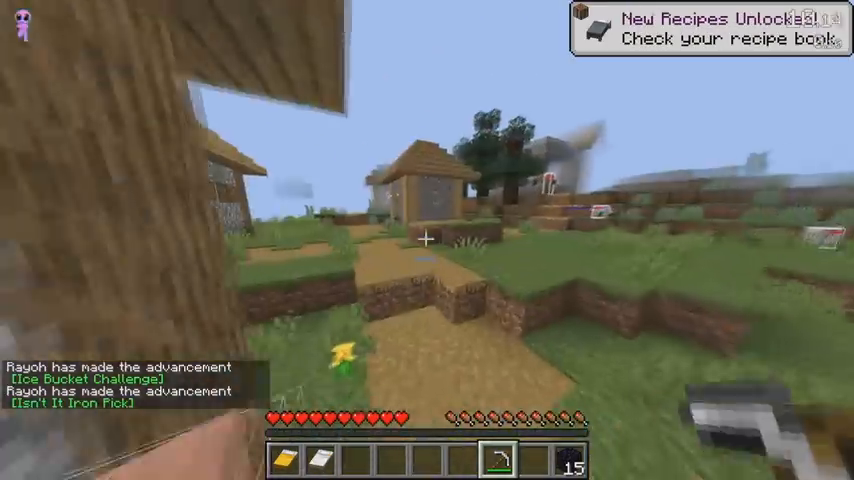 New Recipes Unlocked!
Check your recipe book
Rayoh has made the advancement
[Ice Bucket Challenge]
Rayoh has made the advancement
[Isn't It Iron Pick]
15